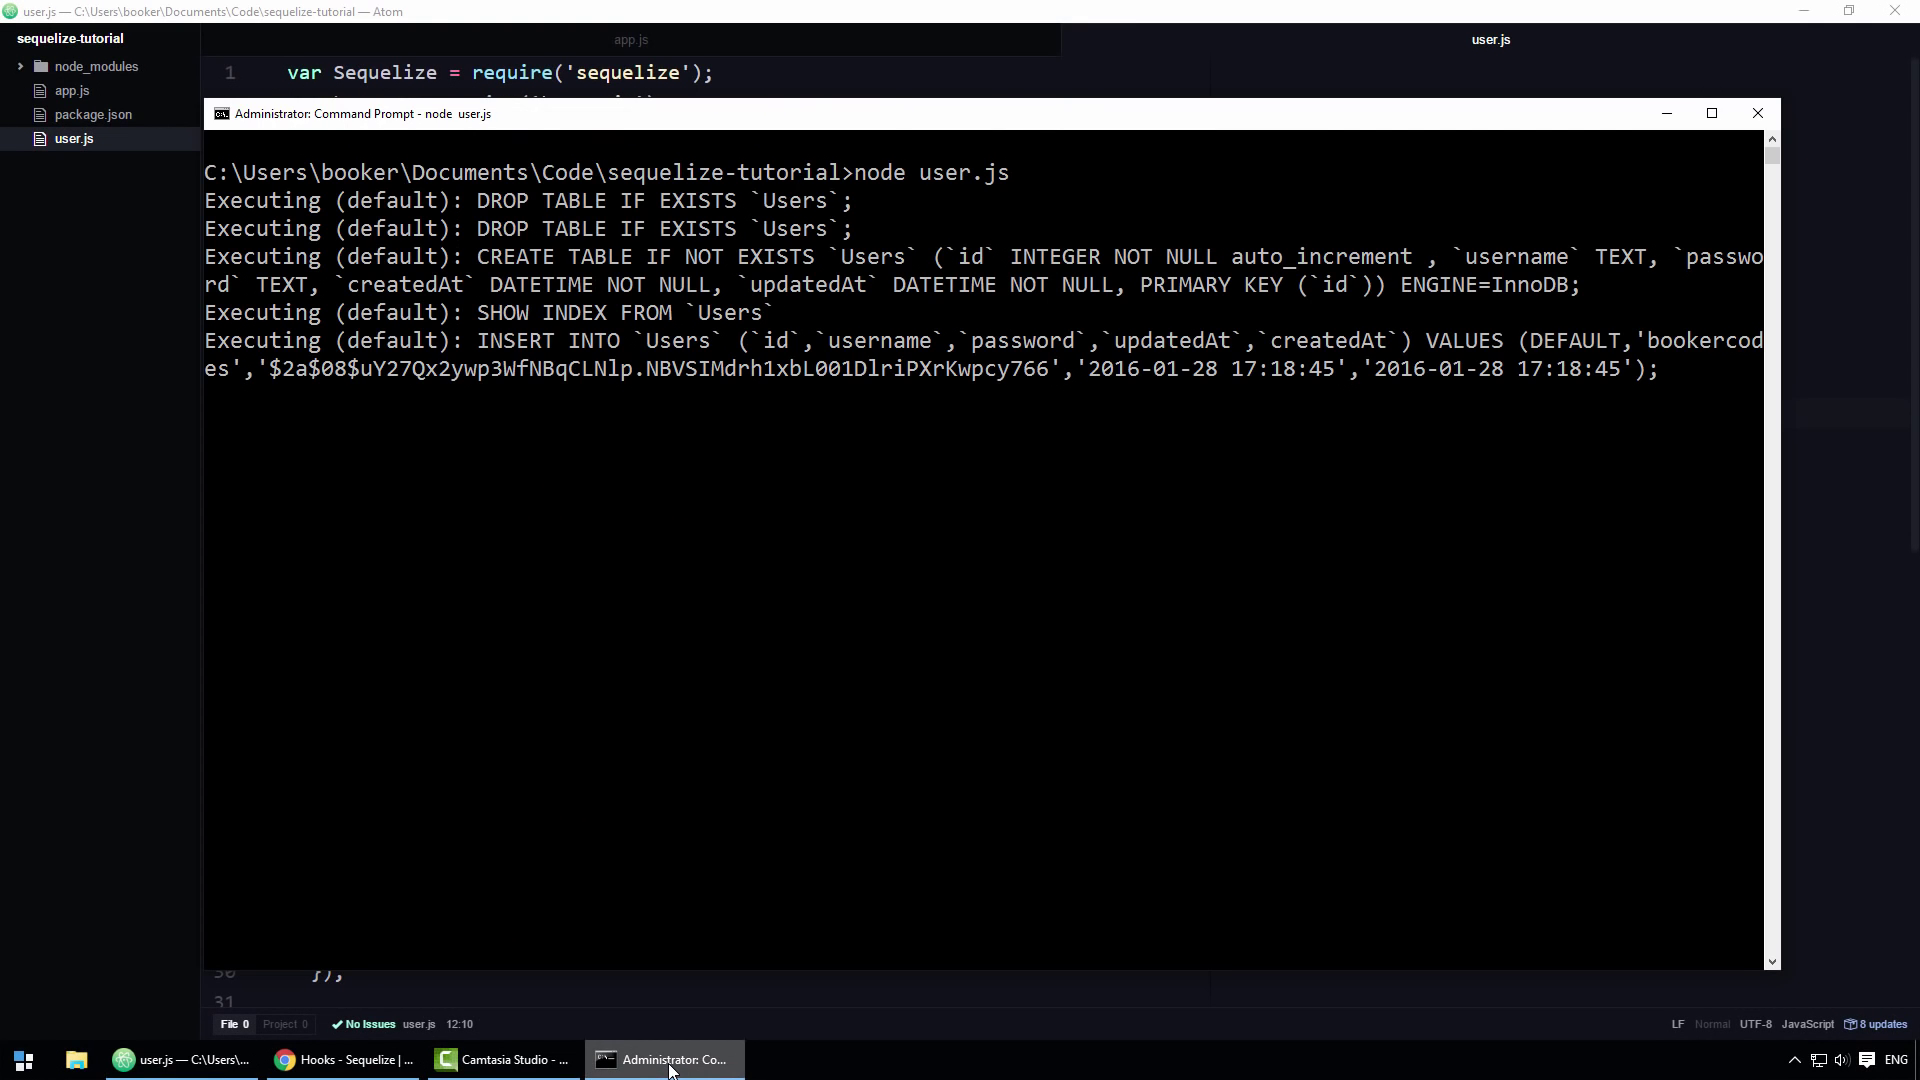 user.js — C:\Users\booker\Documents\Code\sequelize-tutorial — Atom
sequelize-tutorial
node_modules
app.js
package.json
user.js
app.js
user.js
1 var Sequelize = require('sequelize');
Administrator: Command Prompt - node user.js
C:\Users\booker\Documents\Code\sequelize-tutorial>node user.js
Executing (default): DROP TABLE IF EXISTS `Users`;
Executing (default): DROP TABLE IF EXISTS `Users`;
Executing (default): CREATE TABLE IF NOT EXISTS `Users` (`id` INTEGER NOT NULL auto_increment , `username` TEXT, `passwo
rd` TEXT, `createdAt` DATETIME NOT NULL, `updatedAt` DATETIME NOT NULL, PRIMARY KEY (`id`)) ENGINE=InnoDB;
Executing (default): SHOW INDEX FROM `Users`
Executing (default): INSERT INTO `Users` (`id`,`username`,`password`,`updatedAt`,`createdAt`) VALUES (DEFAULT,'bookercod
es','$2a$08$uY27Qx2ywp3WfNBqCLNlp.NBVSIMdrh1xbL001DlriPXrKwpcy766','2016-01-28 17:18:45','2016-01-28 17:18:45');
30 });
31
File 0 Project 0 No Issues user.js 12:10
LF Normal UTF-8 JavaScript 8 updates
user.js — C:\Users\...
Hooks - Sequelize | ...
Camtasia Studio - ...
Administrator: Co...
ENG